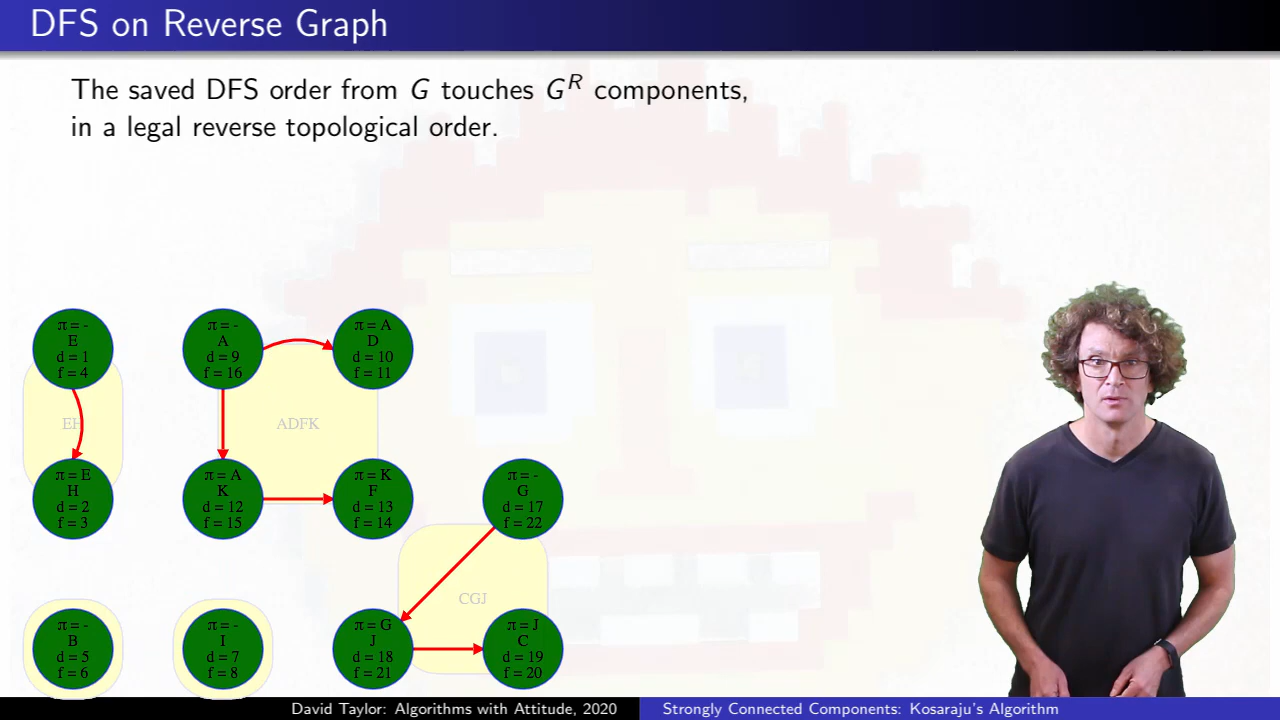 DFS on Reverse Graph
The saved DFS order from G touches G^R components,
in a legal reverse topological order.
π = -
E
d = 1
f = 4
π = -
A
d = 9
f = 16
π = A
D
d = 10
f = 11
EH
ADFK
π = E
H
d = 2
f = 3
π = A
K
d = 12
f = 15
π = K
F
d = 13
f = 14
π = -
G
d = 17
f = 22
CGJ
π = -
B
d = 5
f = 6
π = -
I
d = 7
f = 8
π = G
J
d = 18
f = 21
π = J
C
d = 19
f = 20
David Taylor: Algorithms with Attitude, 2020
Strongly Connected Components: Kosaraju's Algorithm